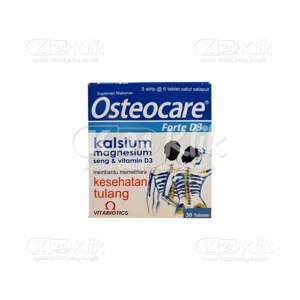 5 strip @ 6 tablet salut selaput
Suplemen Makanan
Osteocare®
Forte D3
kalsium
magnesium
seng & vitamin D3
membantu memelihara
kesehatan
tulang
VITABIOTICS
30 Tablets